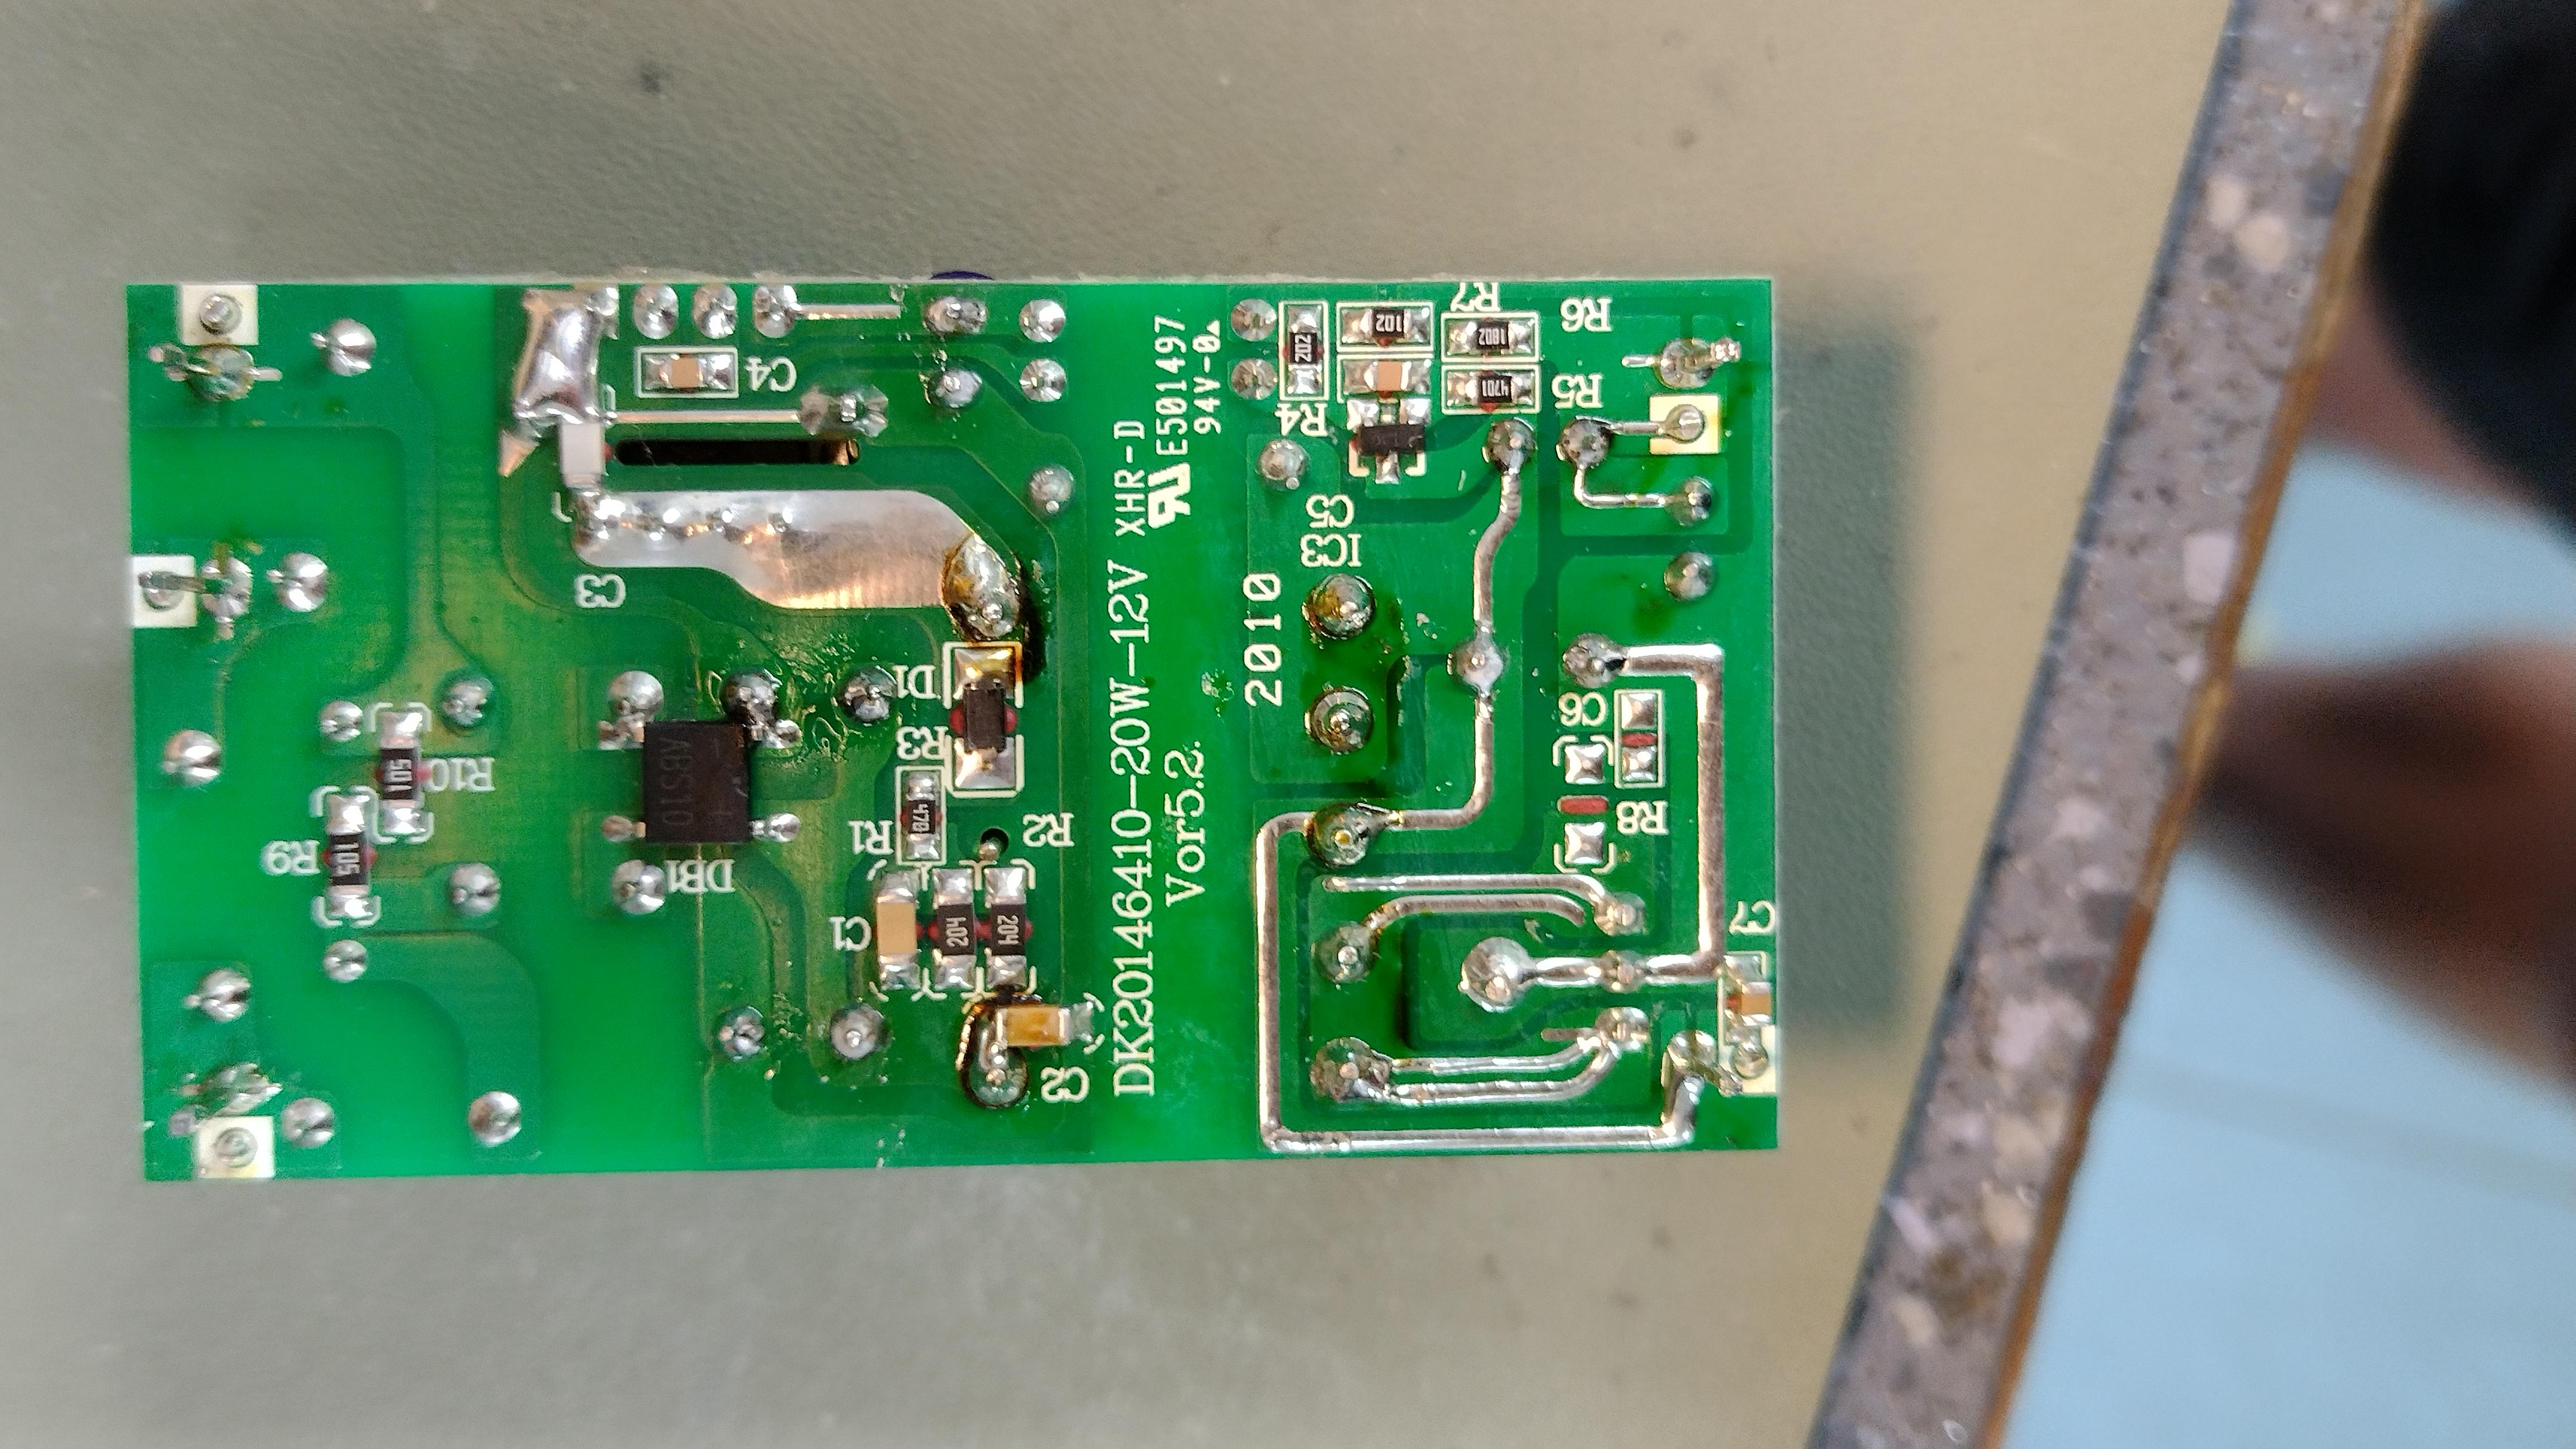 R7
R6
102
1802
202
C4
R5
4701
R4
E501497
94V-0
XHR-D
DK20146410-20W-12V
Vor5.2.
C5
IC3
2010
C3
D1
R3
C6
R8
ABS10
DB1
105
R10
105
R9
470
R1
R2
C1
204
204
C7
C2